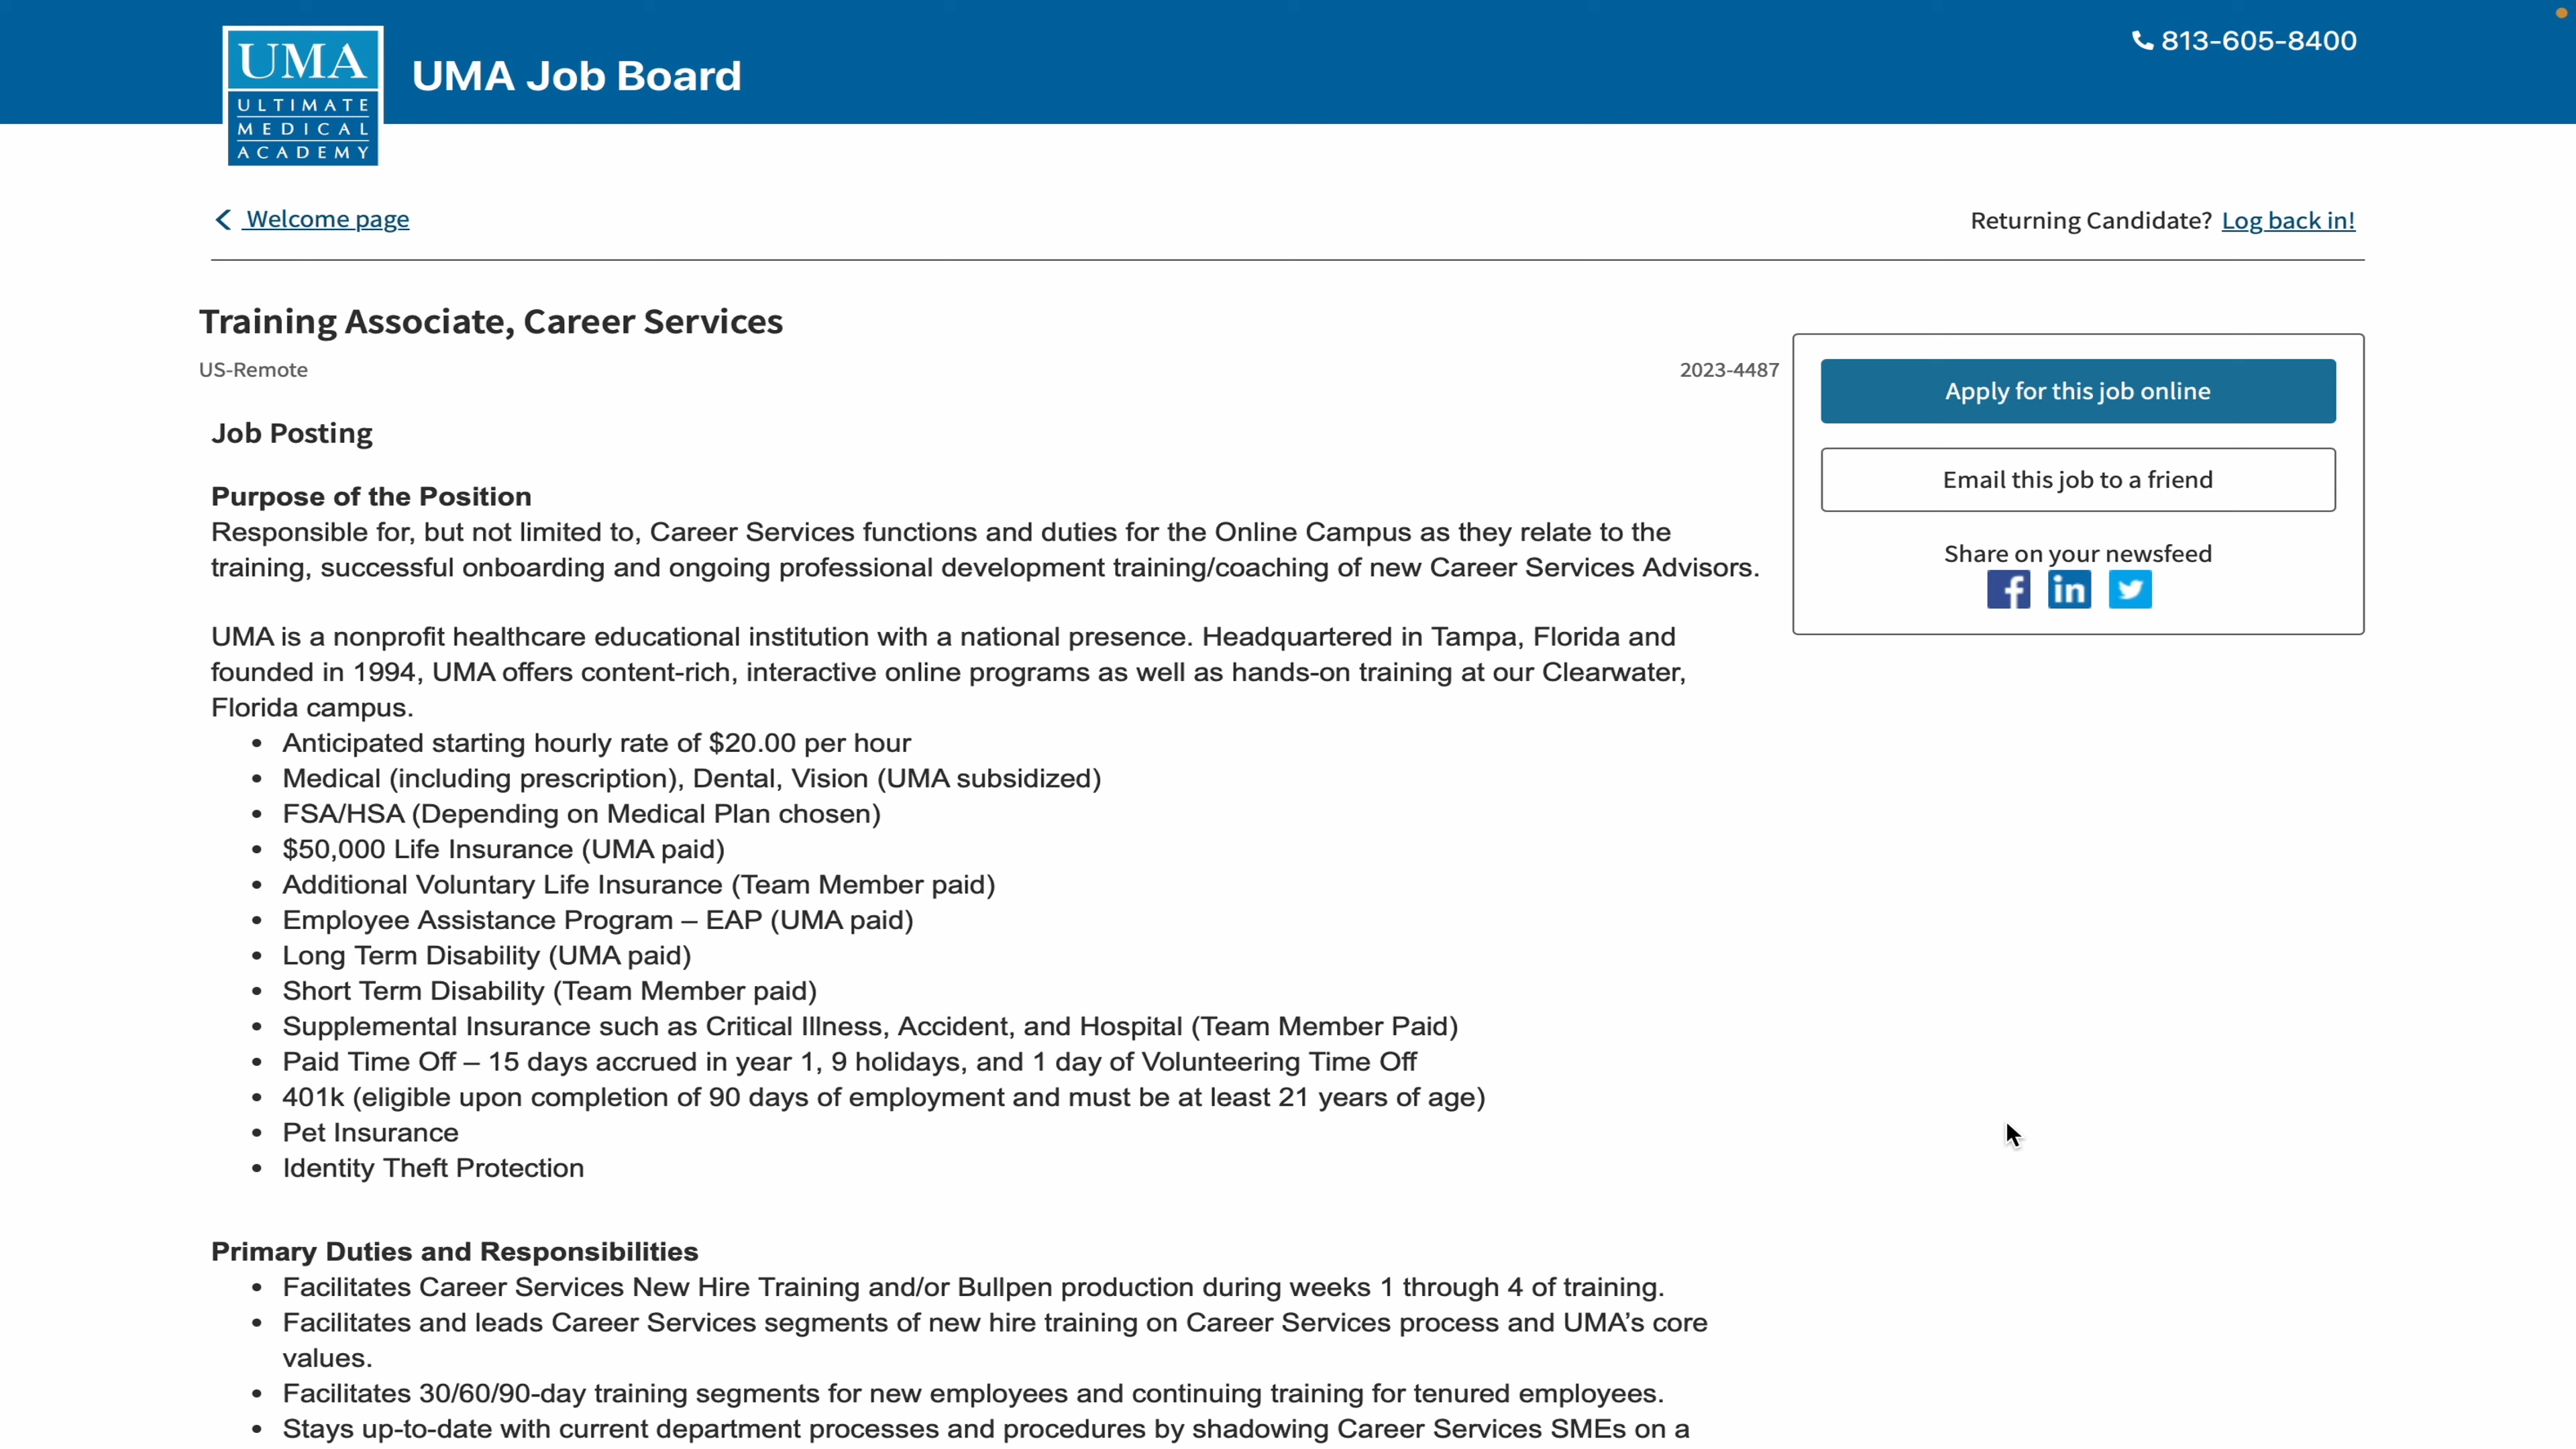 UMA
ULTIMATE
MEDICAL
ACADEMY
UMA Job Board
813-605-8400
Welcome page
Returning Candidate? Log back in!
Training Associate, Career Services
US-Remote
2023-4487
Apply for this job online
Email this job to a friend
Share on your newsfeed
f in
Job Posting
Purpose of the Position
Responsible for, but not limited to, Career Services functions and duties for the Online Campus as they relate to the
training, successful onboarding and ongoing professional development training/coaching of new Career Services Advisors.
UMA is a nonprofit healthcare educational institution with a national presence. Headquartered in Tampa, Florida and
founded in 1994, UMA offers content-rich, interactive online programs as well as hands-on training at our Clearwater,
Florida campus.
• Anticipated starting hourly rate of $20.00 per hour
• Medical (including prescription), Dental, Vision (UMA subsidized)
• FSA/HSA (Depending on Medical Plan chosen)
• $50,000 Life Insurance (UMA paid)
• Additional Voluntary Life Insurance (Team Member paid)
• Employee Assistance Program – EAP (UMA paid)
• Long Term Disability (UMA paid)
• Short Term Disability (Team Member paid)
• Supplemental Insurance such as Critical Illness, Accident, and Hospital (Team Member Paid)
• Paid Time Off – 15 days accrued in year 1, 9 holidays, and 1 day of Volunteering Time Off
• 401k (eligible upon completion of 90 days of employment and must be at least 21 years of age)
• Pet Insurance
• Identity Theft Protection
Primary Duties and Responsibilities
• Facilitates Career Services New Hire Training and/or Bullpen production during weeks 1 through 4 of training.
• Facilitates and leads Career Services segments of new hire training on Career Services process and UMA’s core
values.
• Facilitates 30/60/90-day training segments for new employees and continuing training for tenured employees.
• Stays up-to-date with current department processes and procedures by shadowing Career Services SMEs on a